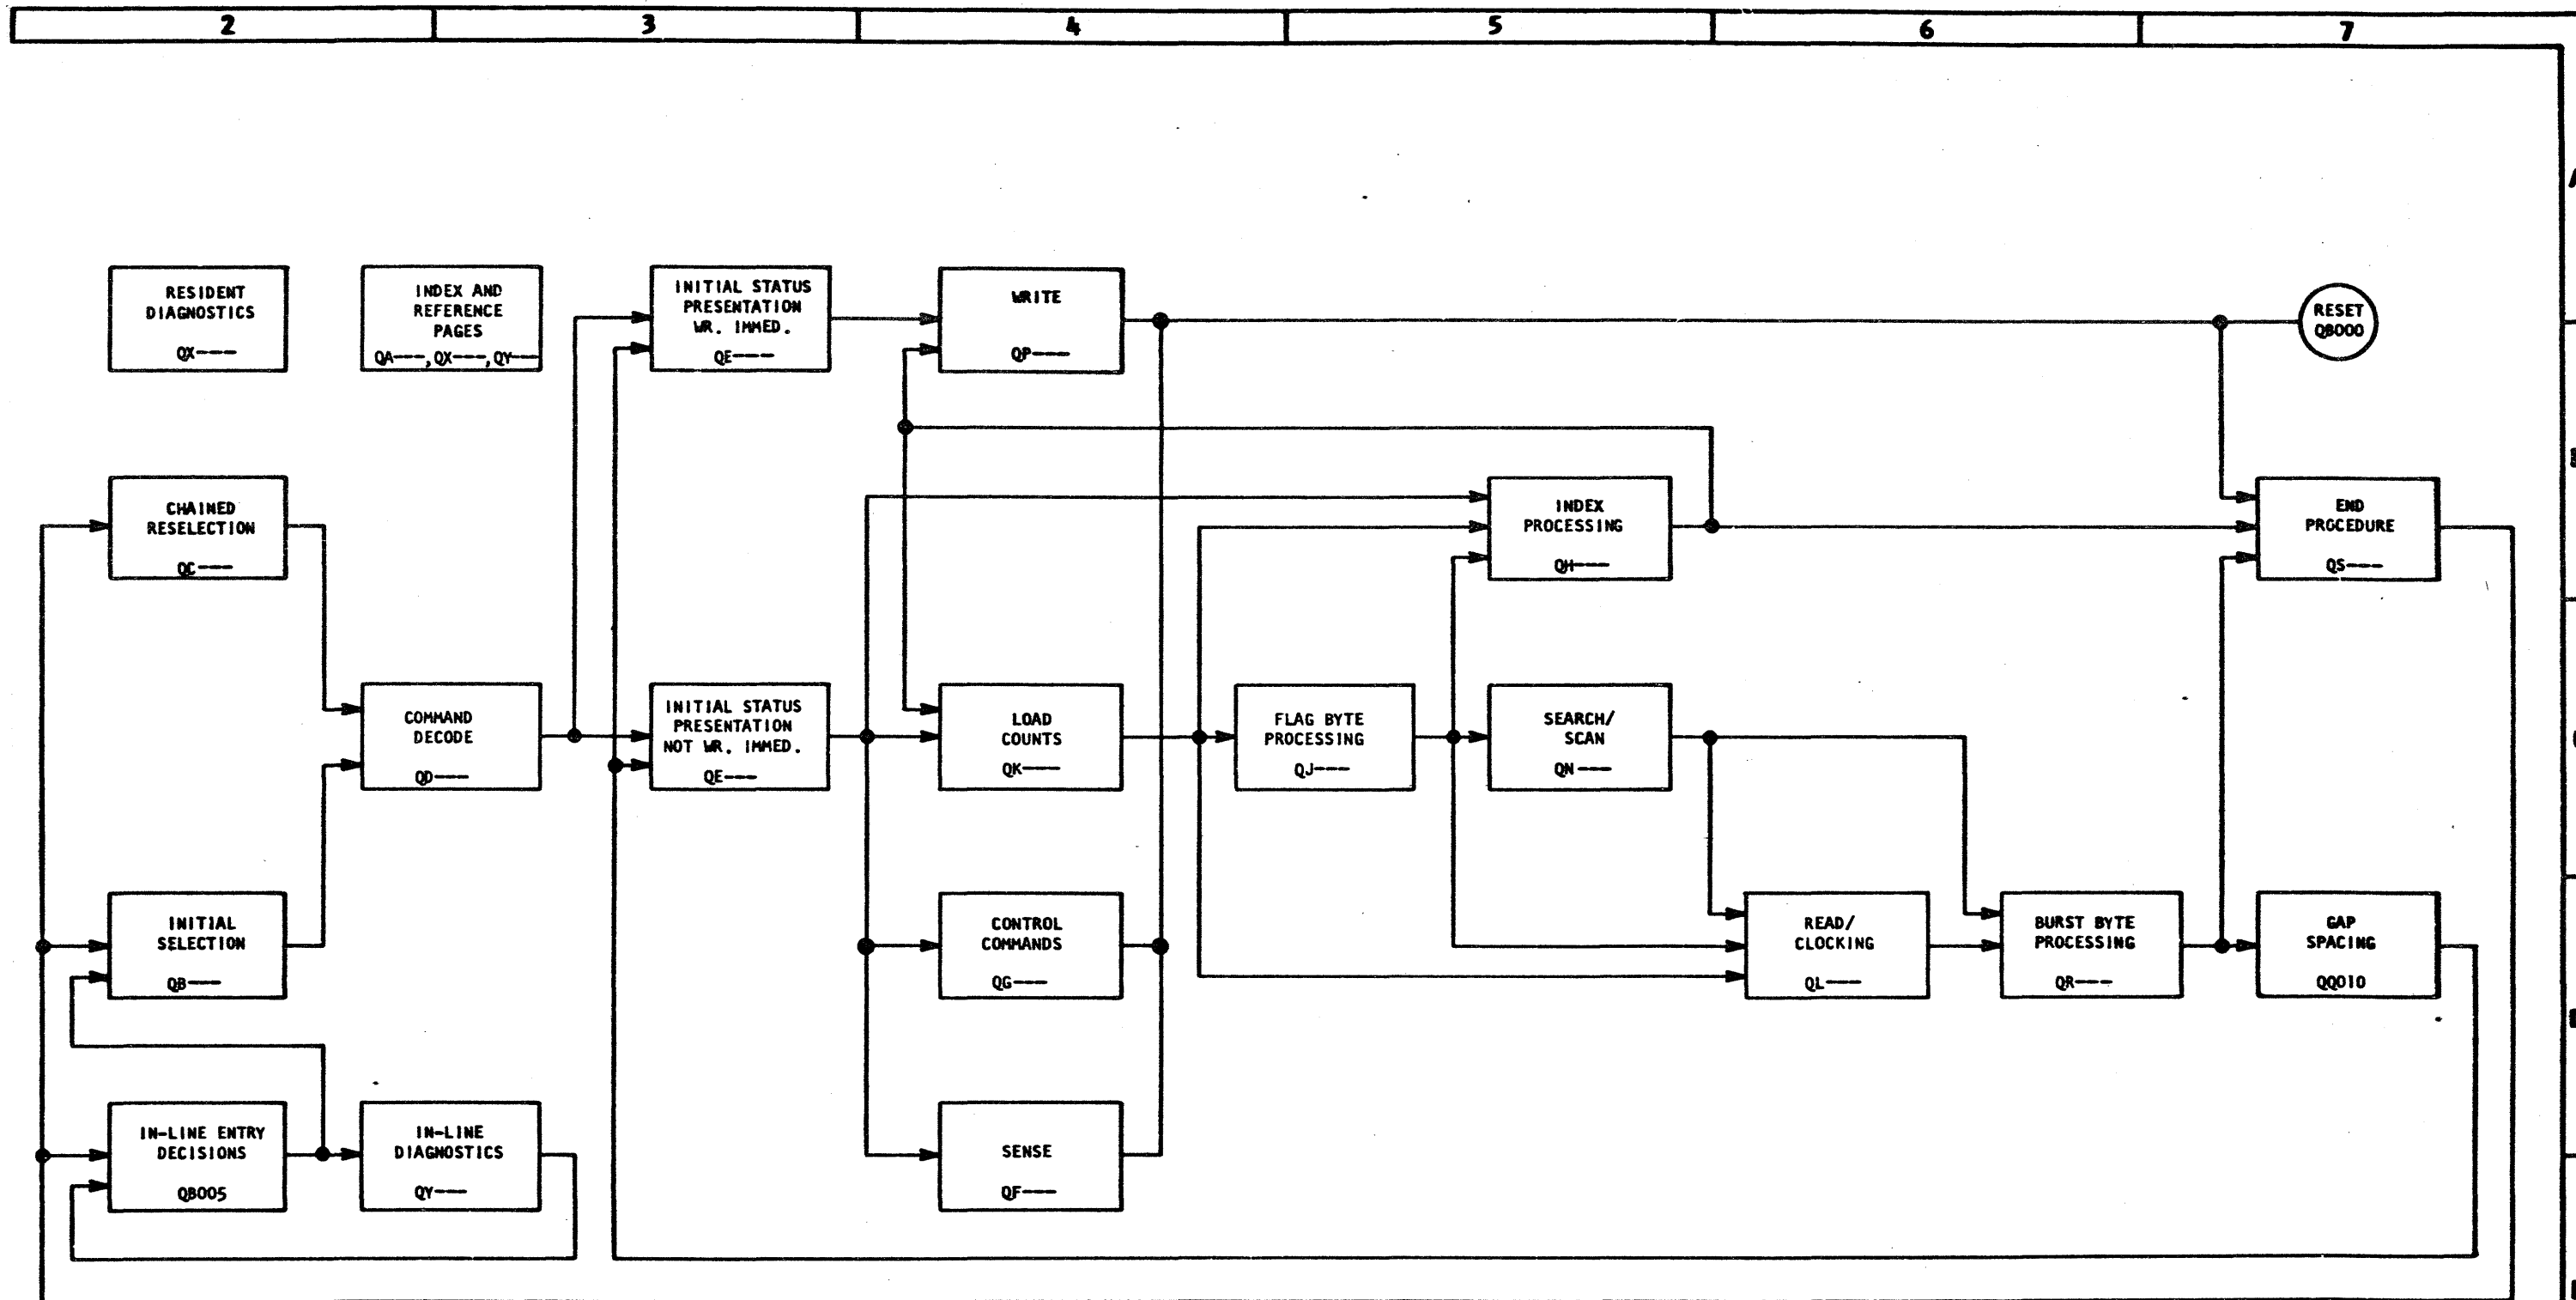 2 3 4 5 6 7
RESIDENT
DIAGNOSTICS
QX---
INDEX AND
REFERENCE
PAGES
QA---,QX---,QY---
INITIAL STATUS
PRESENTATION
WR. IMMED.
QE---
WRITE
QP---
RESET
QB000
CHAINED
RESELECTION
QC---
INDEX
PROCESSING
QH---
END
PROCEDURE
QS---
COMMAND
DECODE
QD---
INITIAL STATUS
PRESENTATION
NOT WR. IMMED.
QE---
LOAD
COUNTS
QK---
FLAG BYTE
PROCESSING
QJ---
SEARCH/
SCAN
QN---
INITIAL
SELECTION
QB---
CONTROL
COMMANDS
QG---
READ/
CLOCKING
QL---
BURST BYTE
PROCESSING
QR---
GAP
SPACING
QQ010
IN-LINE ENTRY
DECISIONS
QB005
IN-LINE
DIAGNOSTICS
QY---
SENSE
QF---